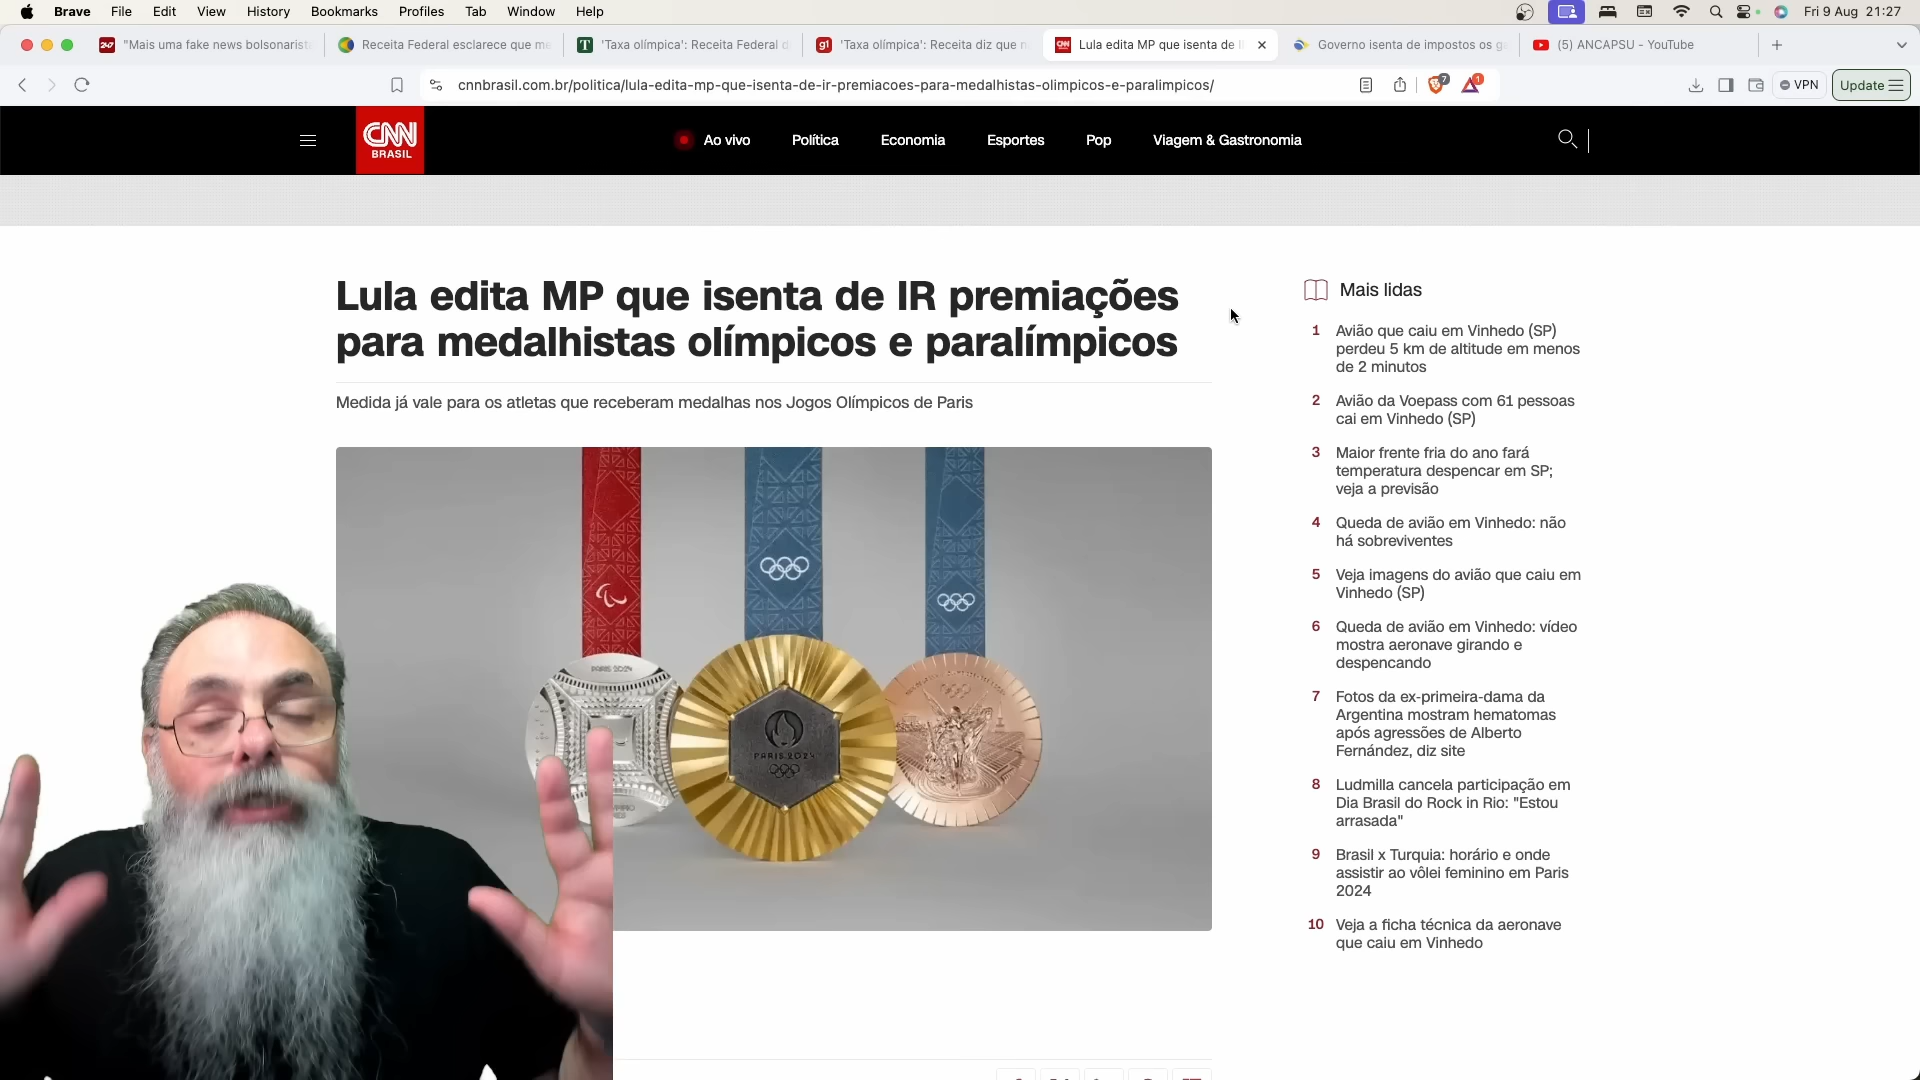 Brave File Edit View History Bookmarks Profiles Tab Window Help Fri 9 Aug 21:27
"Mais uma fake news bolsonarist
Receita Federal esclarece que me
'Taxa olímpica': Receita Federal d
'Taxa olímpica': Receita diz que n
Lula edita MP que isenta de I
Governo isenta de impostos os g
(5) ANCAPSU - YouTube
cnnbrasil.com.br/politica/lula-edita-mp-que-isenta-de-ir-premiacoes-para-medalhistas-olimpicos-e-paralimpicos/
7
1
VPN
Update
CNN
BRASIL
Ao vivo Política Economia Esportes Pop Viagem & Gastronomia
Lula edita MP que isenta de IR premiações
para medalhistas olímpicos e paralímpicos
Medida já vale para os atletas que receberam medalhas nos Jogos Olímpicos de Paris
PARIS 2024
PARIS 2024
Mais lidas
1 Avião que caiu em Vinhedo (SP)
perdeu 5 km de altitude em menos
de 2 minutos
2 Avião da Voepass com 61 pessoas
cai em Vinhedo (SP)
3 Maior frente fria do ano fará
temperatura despencar em SP;
veja a previsão
4 Queda de avião em Vinhedo: não
há sobreviventes
5 Veja imagens do avião que caiu em
Vinhedo (SP)
6 Queda de avião em Vinhedo: vídeo
mostra aeronave girando e
despencando
7 Fotos da ex-primeira-dama da
Argentina mostram hematomas
após agressões de Alberto
Fernández, diz site
8 Ludmilla cancela participação em
Dia Brasil do Rock in Rio: "Estou
arrasada"
9 Brasil x Turquia: horário e onde
assistir ao vôlei feminino em Paris
2024
10 Veja a ficha técnica da aeronave
que caiu em Vinhedo